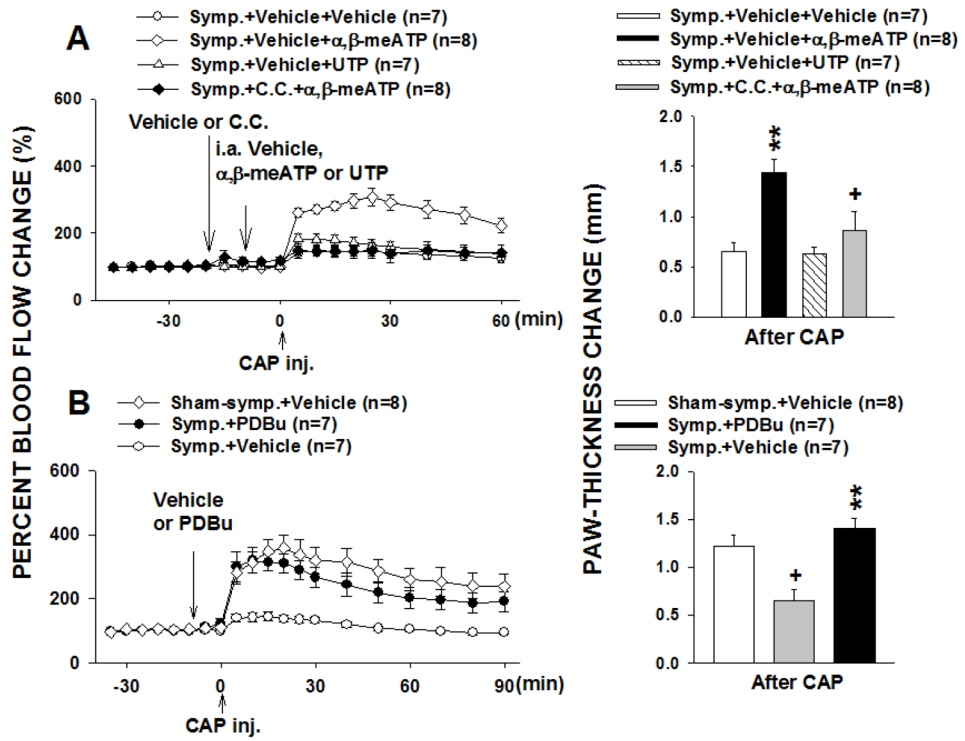 A
Symp.+Vehicle+Vehicle (n=7)
Symp.+Vehicle+α,β-meATP (n=8)
Symp.+Vehicle+UTP (n=7)
Symp.+C.C.+α,β-meATP (n=8)
PERCENT BLOOD FLOW CHANGE (%)
600
400
200
0
Vehicle or C.C.
i.a. Vehicle,
α,β-meATP or UTP
-30 0 30 60 (min)
CAP inj.
Symp.+Vehicle+Vehicle (n=7)
Symp.+Vehicle+α,β-meATP (n=8)
Symp.+Vehicle+UTP (n=7)
Symp.+C.C.+α,β-meATP (n=8)
PAW-THICKNESS CHANGE (mm)
2.0
1.5
1.0
0.5
0.0
**
+
After CAP
B
Sham-symp.+Vehicle (n=8)
Symp.+PDBu (n=7)
Symp.+Vehicle (n=7)
600
400
200
0
Vehicle
or PDBu
-30 0 30 60 90 (min)
CAP inj.
Sham-symp.+Vehicle (n=8)
Symp.+PDBu (n=7)
Symp.+Vehicle (n=7)
2.0
1.5
1.0
0.5
0.0
+
**
After CAP